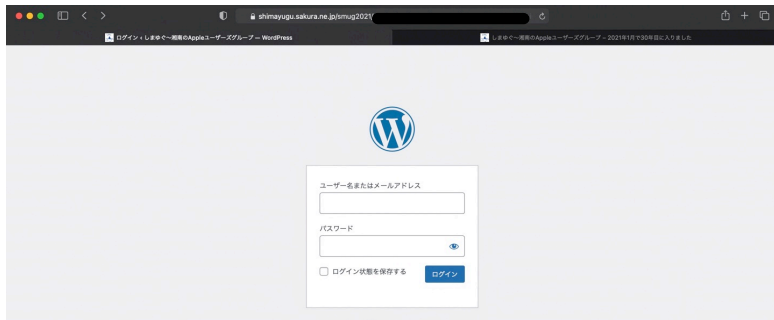 shimayugu.sakura.ne.jp/smug2021/
ログイン ‹ しまゆぐ〜湘南のAppleユーザーズグループ — WordPress
しまゆぐ〜湘南のAppleユーザーズグループ – 2021年1月で30年目に入りました
ユーザー名またはメールアドレス
パスワード
ログイン状態を保存する
ログイン